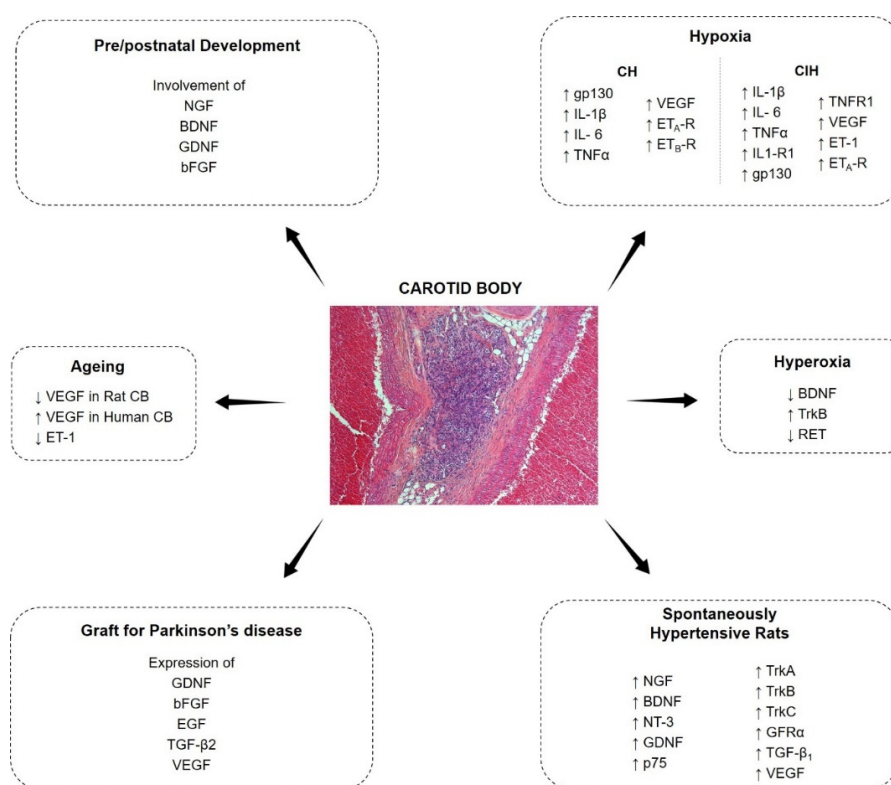 Pre/postnatal Development
Involvement of
NGF
BDNF
GDNF
bFGF
Hypoxia
CH
↑ gp130
↑ IL-1β
↑ IL- 6
↑ TNFα
↑ VEGF
↑ ETA-R
↑ ETB-R
CIH
↑ IL-1β
↑ IL- 6
↑ TNFα
↑ IL1-R1
↑ gp130
↑ TNFR1
↑ VEGF
↑ ET-1
↑ ETA-R
CAROTID BODY
Ageing
↓ VEGF in Rat CB
↑ VEGF in Human CB
↓ ET-1
Hyperoxia
↓ BDNF
↑ TrkB
↓ RET
Graft for Parkinson’s disease
Expression of
GDNF
bFGF
EGF
TGF-β2
VEGF
Spontaneously
Hypertensive Rats
↑ NGF
↑ BDNF
↑ NT-3
↑ GDNF
↑ p75
↑ TrkA
↑ TrkB
↑ TrkC
↑ GFRα
↑ TGF-β1
↑ VEGF